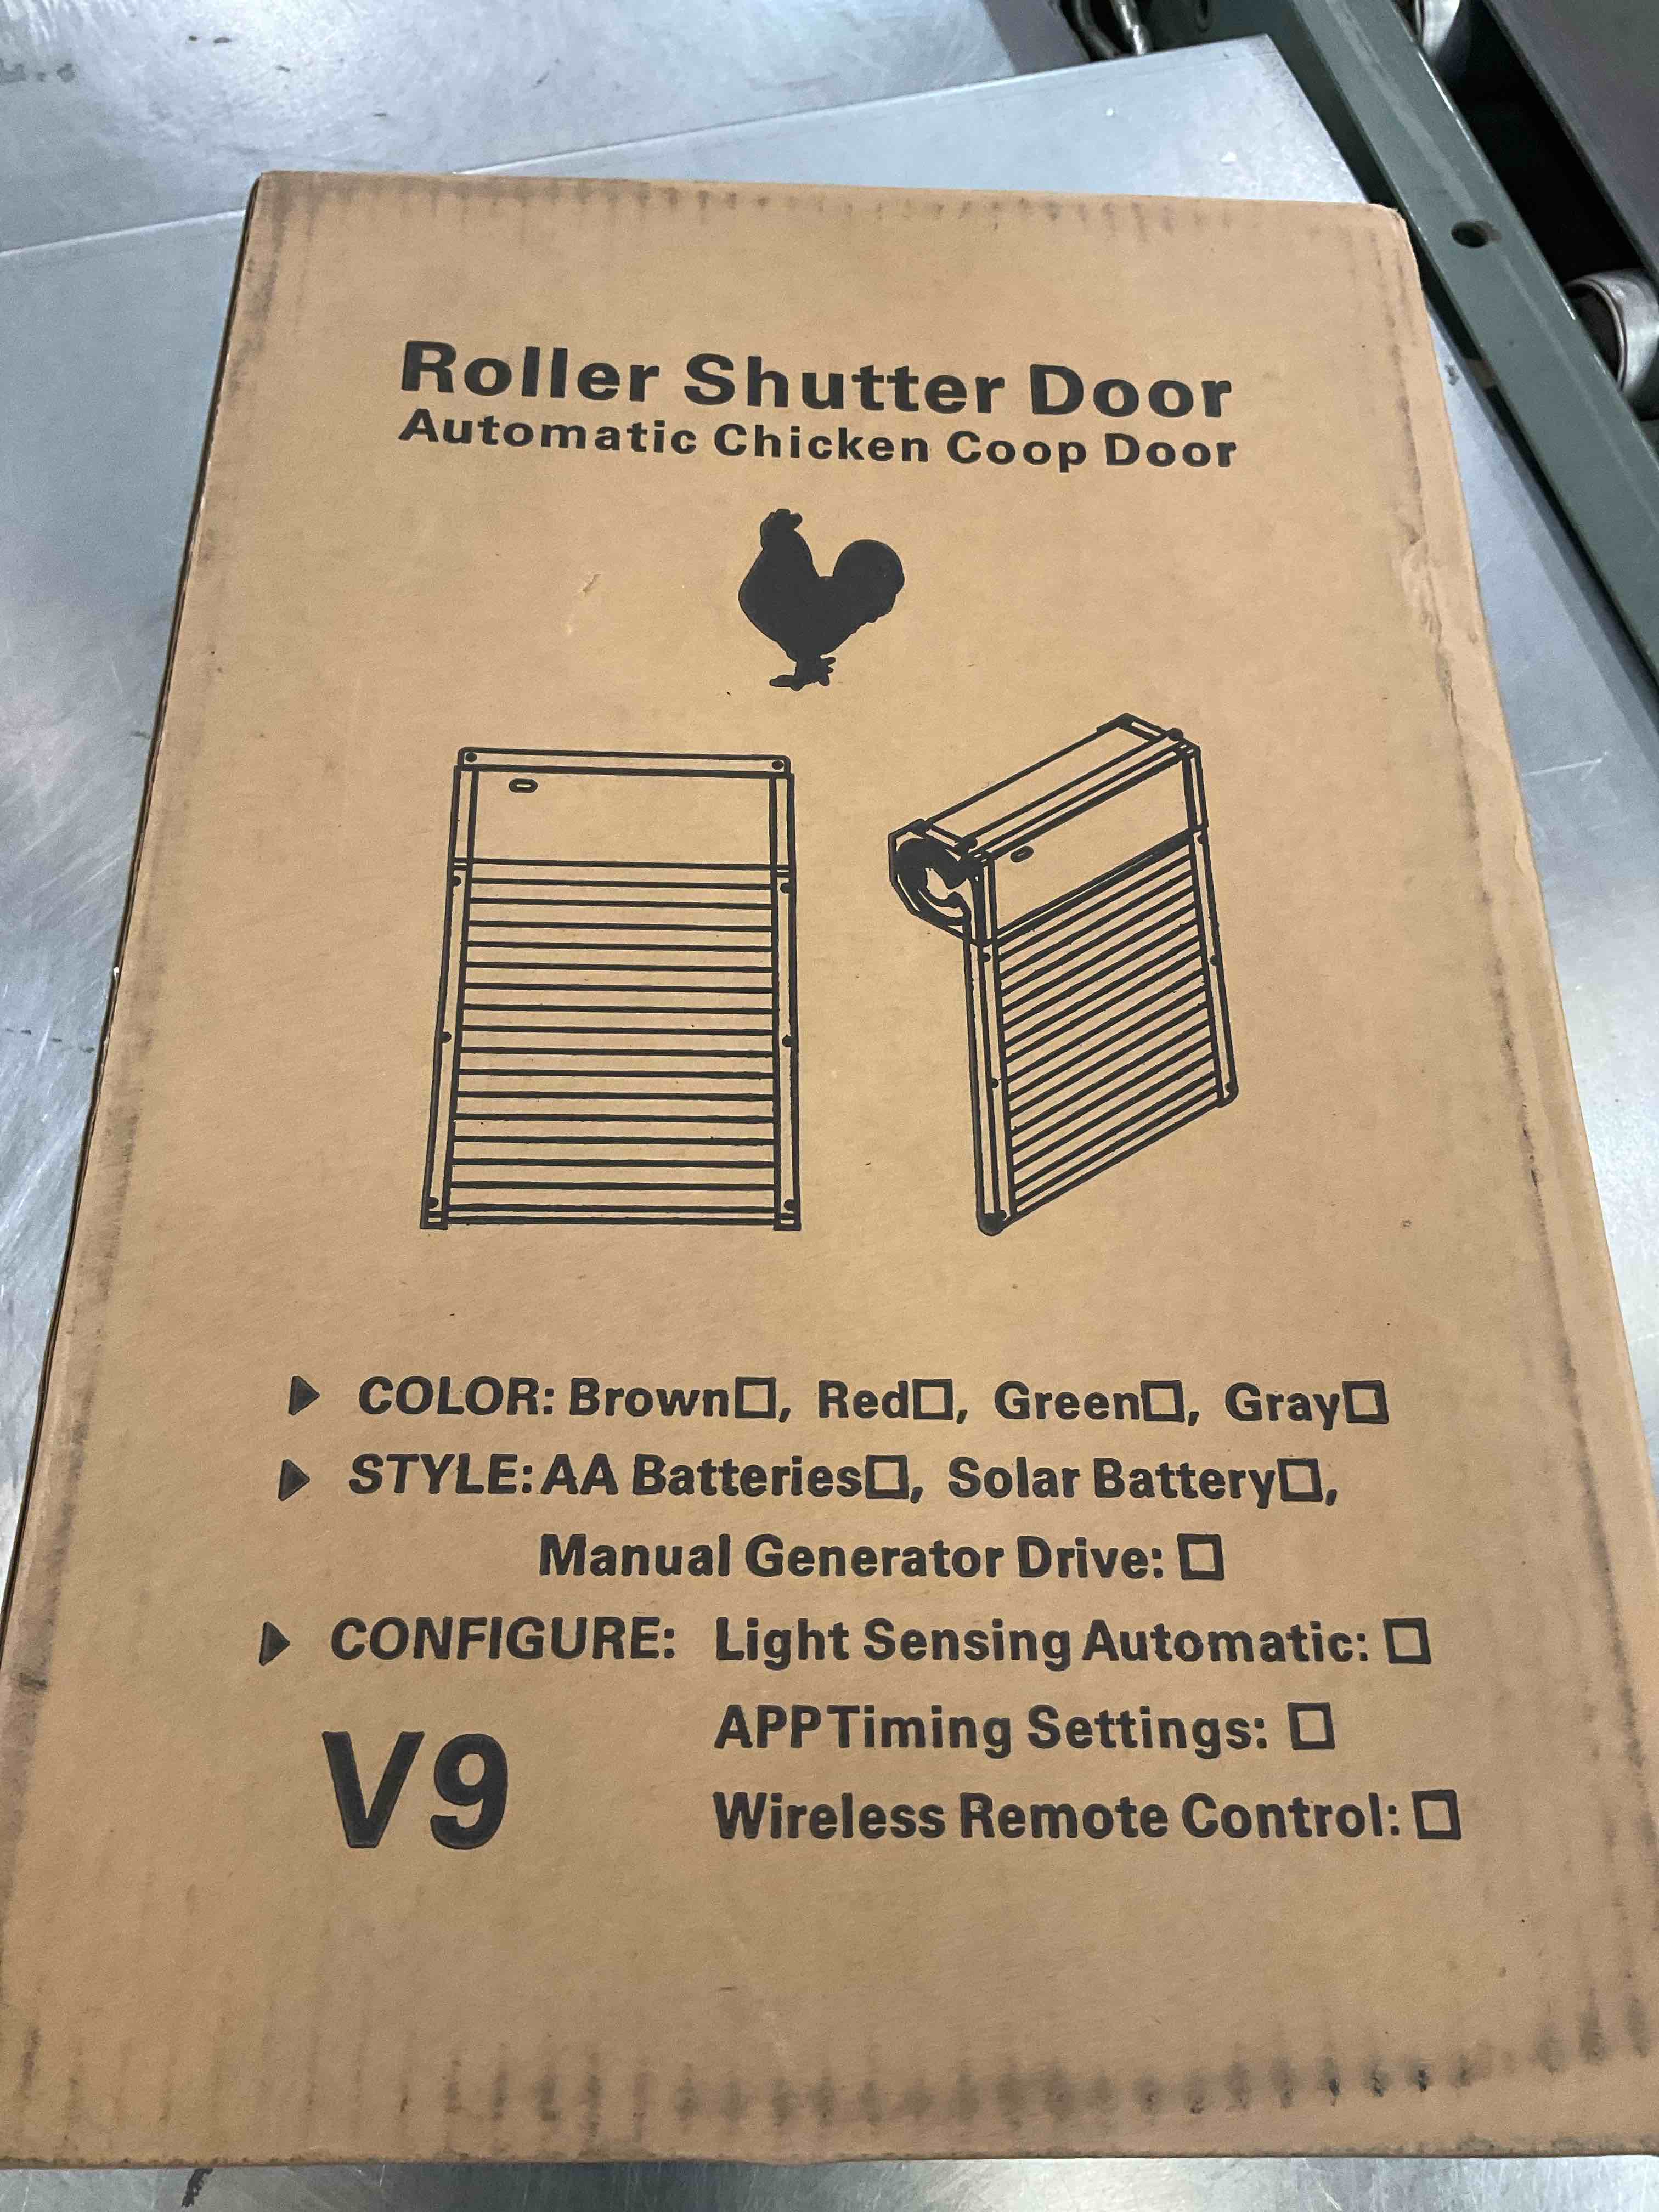 Roller Shutter Door
Automatic Chicken Coop Door
COLOR: Brown□, Red□, Green□, Gray□
STYLE: AA Batteries□, Solar Battery□,
Manual Generator Drive: □
CONFIGURE: Light Sensing Automatic: □
APP Timing Settings: □
V9
Wireless Remote Control: □